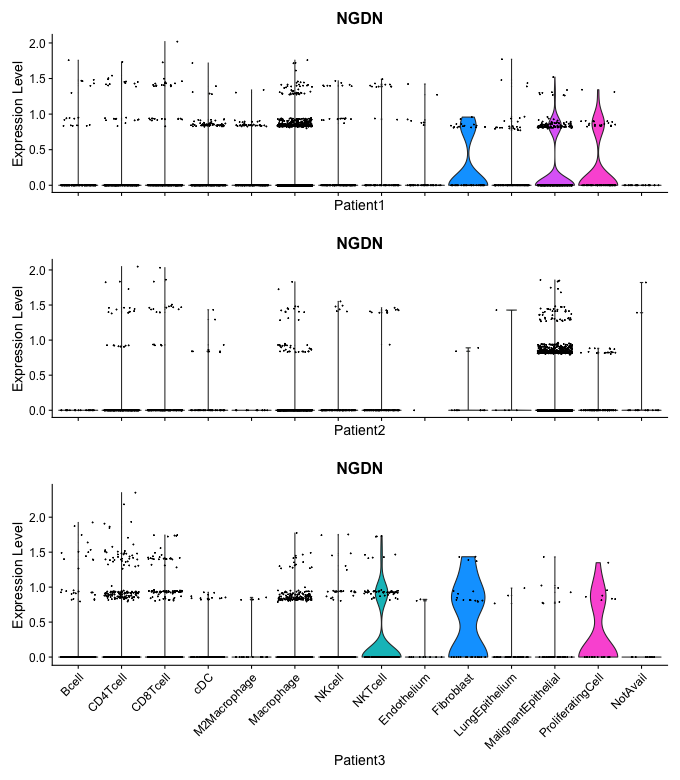 NGDN
Expression Level
2.0
1.5
1.0
0.5
0.0
Patient1
NGDN
Expression Level
2.0
1.5
1.0
0.5
0.0
Patient2
NGDN
Expression Level
2.0
1.5
1.0
0.5
0.0
Bcell
CD4Tcell
CD8Tcell
cDC
M2Macrophage
Macrophage
NKcell
NKTcell
Endothelium
Fibroblast
LungEpithelium
MalignantEpithelial
ProliferatingCell
NotAvail
Patient3